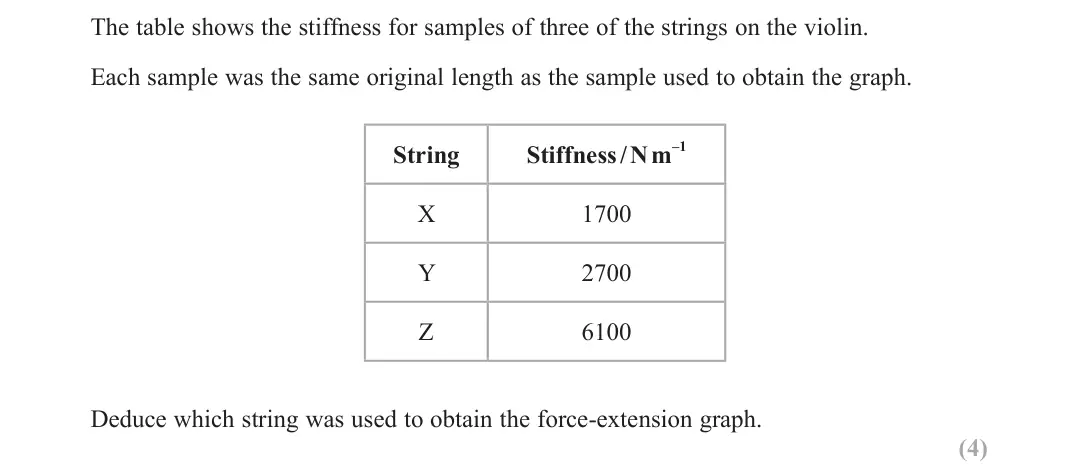 The table shows the stiffness for samples of three of the strings on the violin.
Each sample was the same original length as the sample used to obtain the graph.
String Stiffness / N m⁻¹
X 1700
Y 2700
Z 6100
Deduce which string was used to obtain the force-extension graph.
(4)